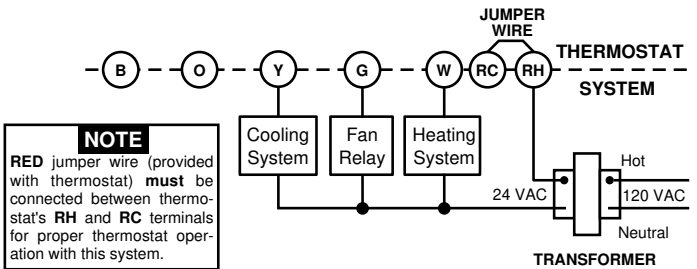 JUMPER
WIRE
B O Y G W RC RH
THERMOSTAT
SYSTEM
Cooling
System
Fan
Relay
Heating
System
NOTE
RED jumper wire (provided
with thermostat) must be
connected between thermo-
stat's RH and RC terminals
for proper thermostat oper-
ation with this system.
24 VAC
Hot
120 VAC
Neutral
TRANSFORMER